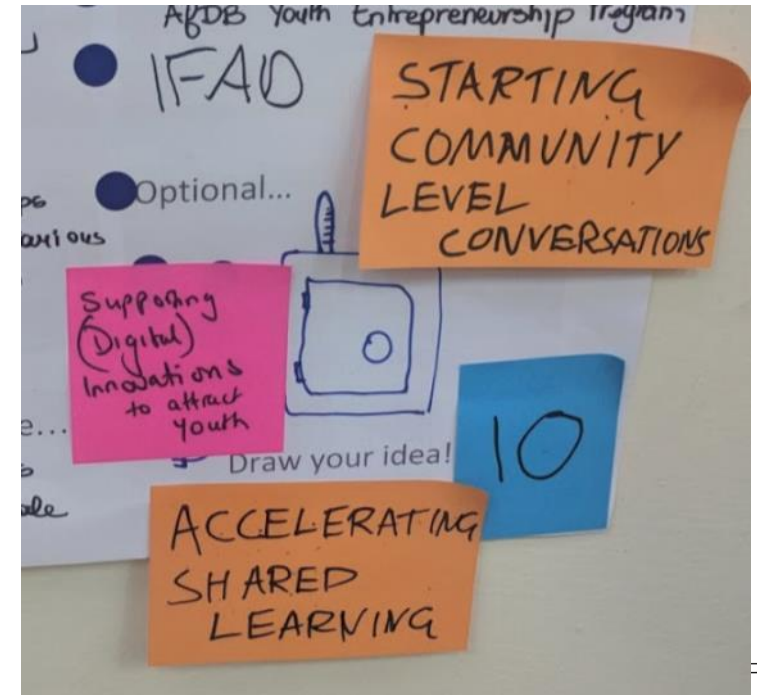 AfDB Youth Entrepreneurship Program
IFAD
STARTING
COMMUNITY
LEVEL
CONVERSATIONS
Optional...
Supporting
(Digital)
Innovations
to attract
youth
Draw your idea!
10
ACCELERATING
SHARED
LEARNING